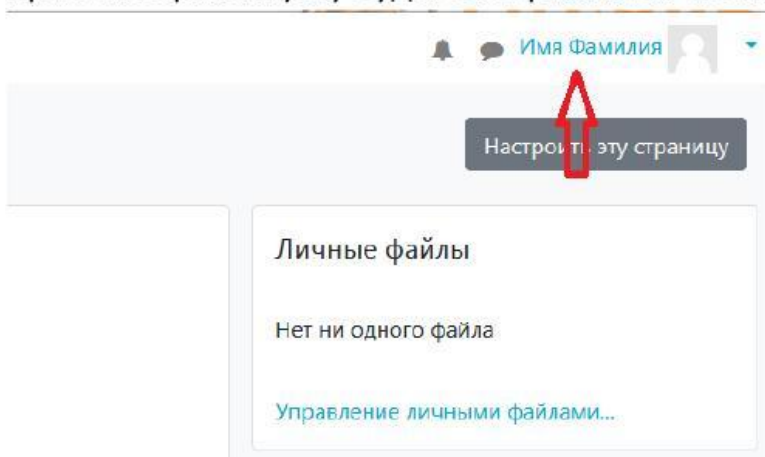 Имя Фамилия
Настроить эту страницу
Личные файлы
Нет ни одного файла
Управление личными файлами...